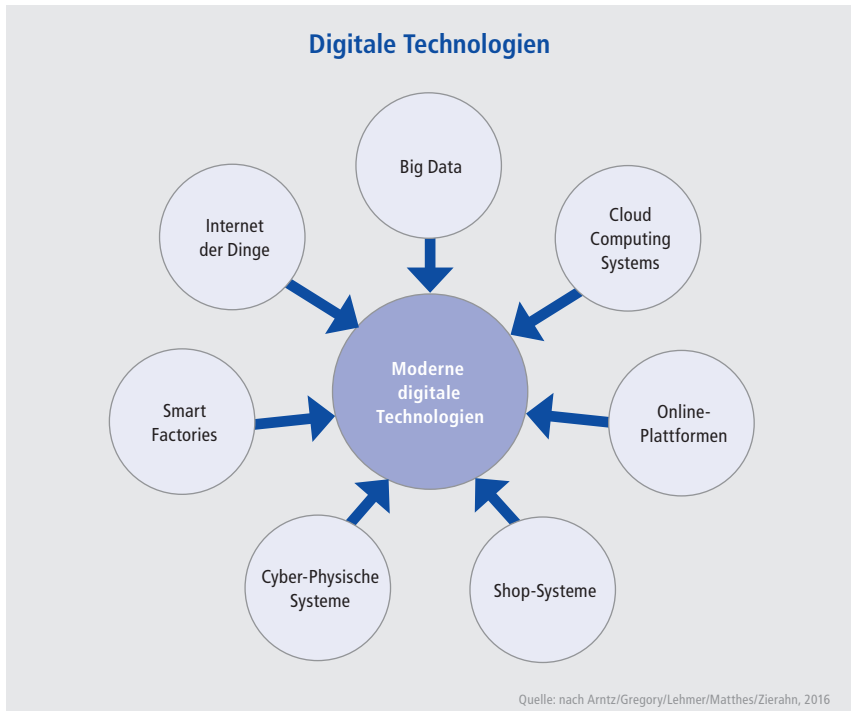 Digitale Technologien
Big Data
Cloud
Computing
Systems
Internet
der Dinge
Moderne
digitale
Technologien
Smart
Factories
Online-
Plattformen
Cyber-Physische
Systeme
Shop-Systeme
Quelle: nach Arntz/Gregory/Lehmer/Matthes/Zierahn, 2016